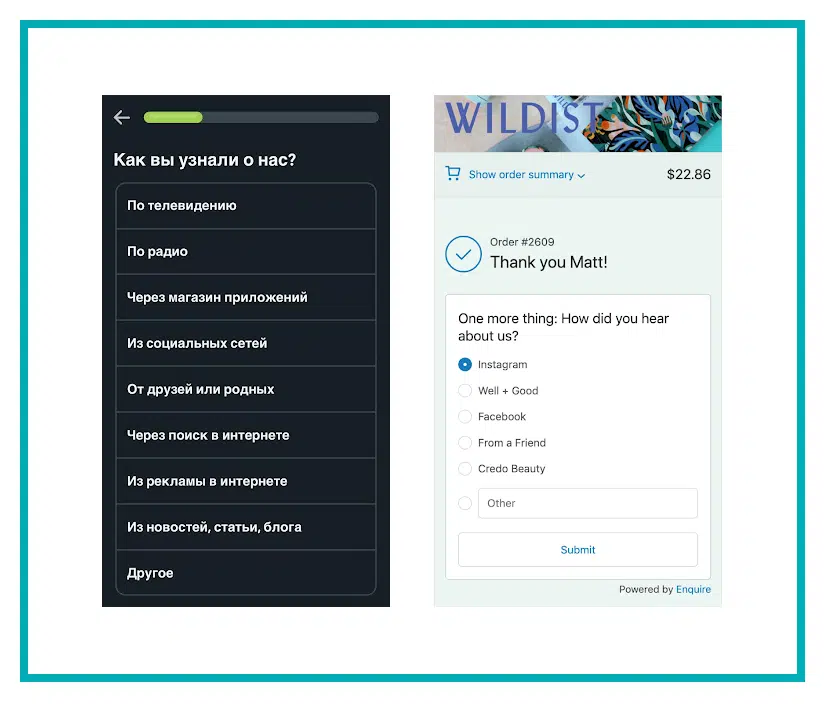 Как вы узнали о нас?
По телевидению
По радио
Через магазин приложений
Из социальных сетей
От друзей или родных
Через поиск в интернете
Из рекламы в интернете
Из новостей, статьи, блога
Другое
WILDIST
Show order summary
$22.86
Order #2609
Thank you Matt!
One more thing: How did you hear
about us?
Instagram
Well + Good
Facebook
From a Friend
Credo Beauty
Other
Submit
Powered by Enquire